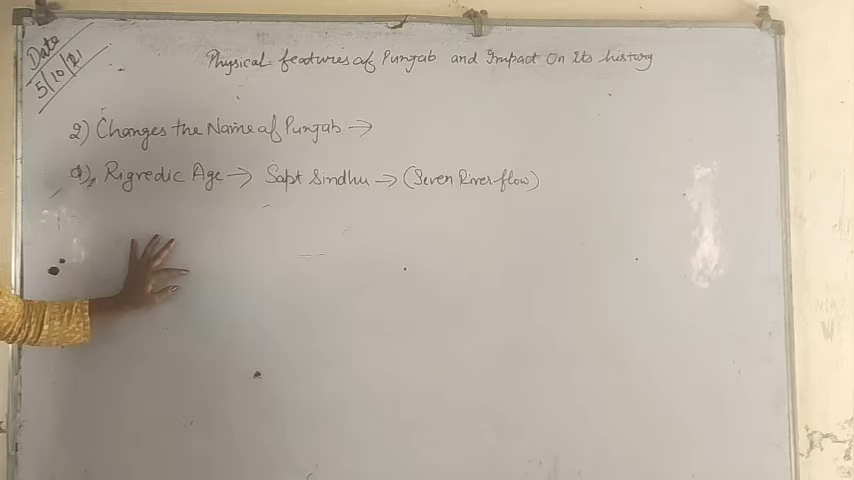 Date
5/10/21
Physical features of Punjab and Impact On Its history
2) Changes the Name of Punjab →
a) Rigvedic Age → Sapt Sindhu → (Seven River flow)